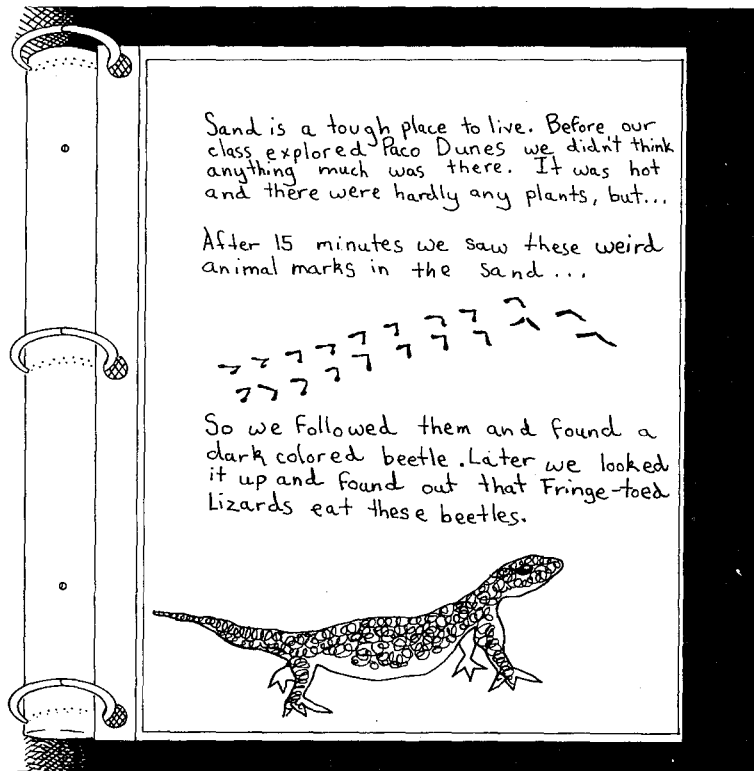 Sand is a tough place to live. Before our
class explored Paco Dunes we didn't think
anything much was there. It was hot
and there were hardly any plants, but...
After 15 minutes we saw these weird
animal marks in the sand...
So we followed them and found a
dark colored beetle. Later we looked
it up and found out that Fringe-toed
Lizards eat these beetles.